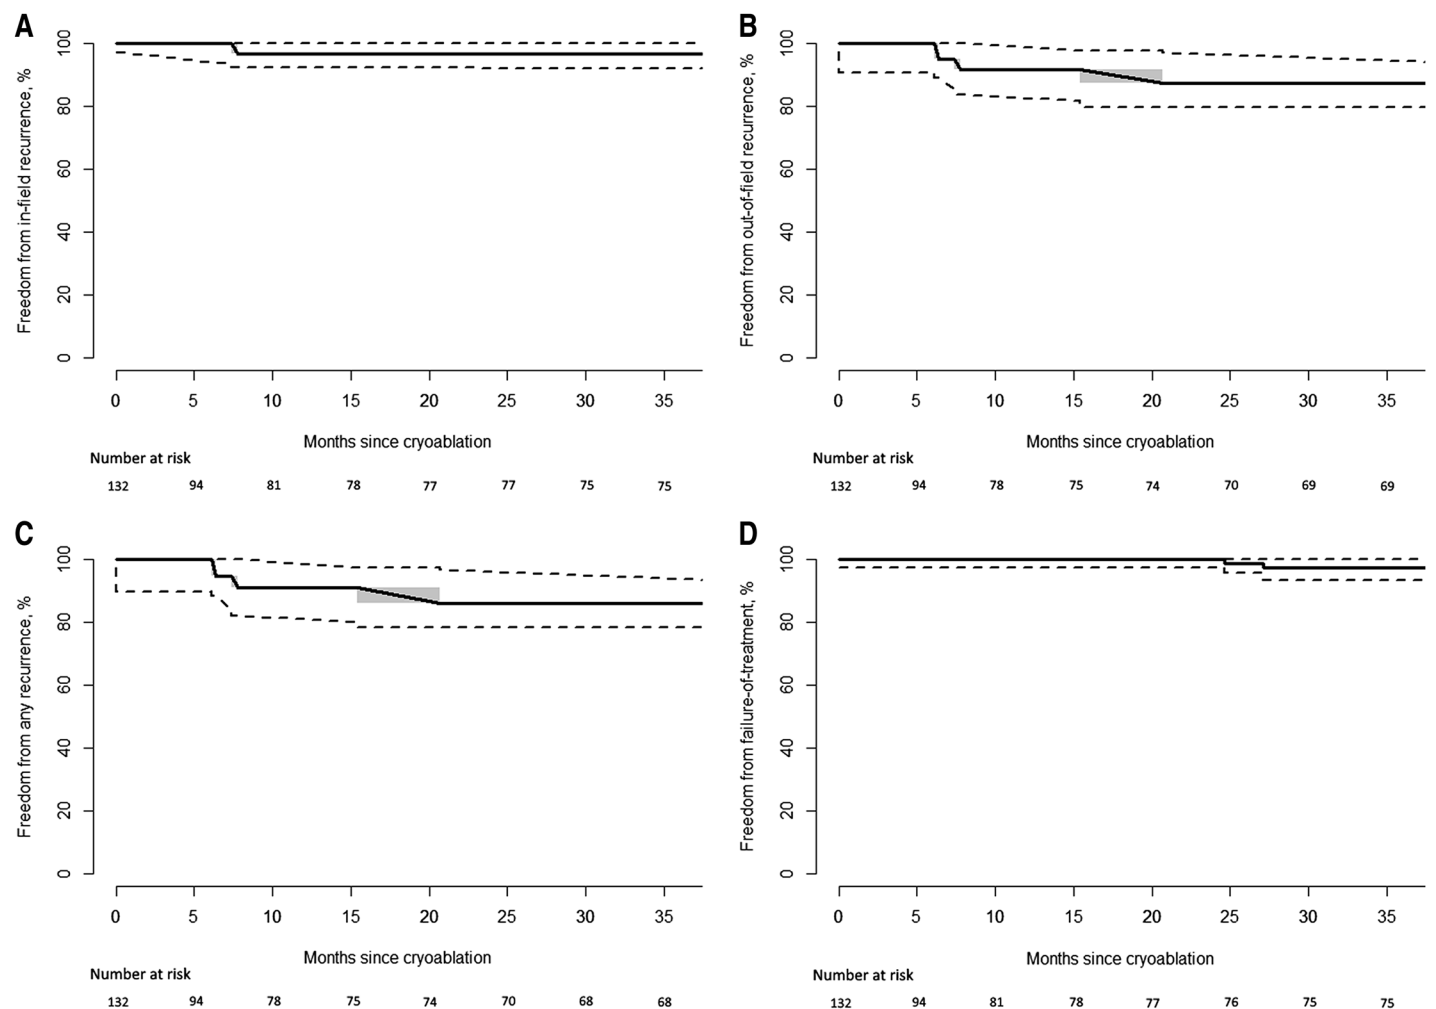 A
Freedom from in-field recurrence, %
100
80
60
40
20
0
0 5 10 15 20 25 30 35
Months since cryoablation
Number at risk
132 94 81 78 77 77 75 75
B
Freedom from out-of-field recurrence, %
100
80
60
40
20
0
0 5 10 15 20 25 30 35
Months since cryoablation
Number at risk
132 94 78 75 74 70 69 69
C
Freedom from any recurrence, %
100
80
60
40
20
0
0 5 10 15 20 25 30 35
Months since cryoablation
Number at risk
132 94 78 75 74 70 68 68
D
Freedom from failure-of-treatment, %
100
80
60
40
20
0
0 5 10 15 20 25 30 35
Months since cryoablation
Number at risk
132 94 81 78 77 76 75 75